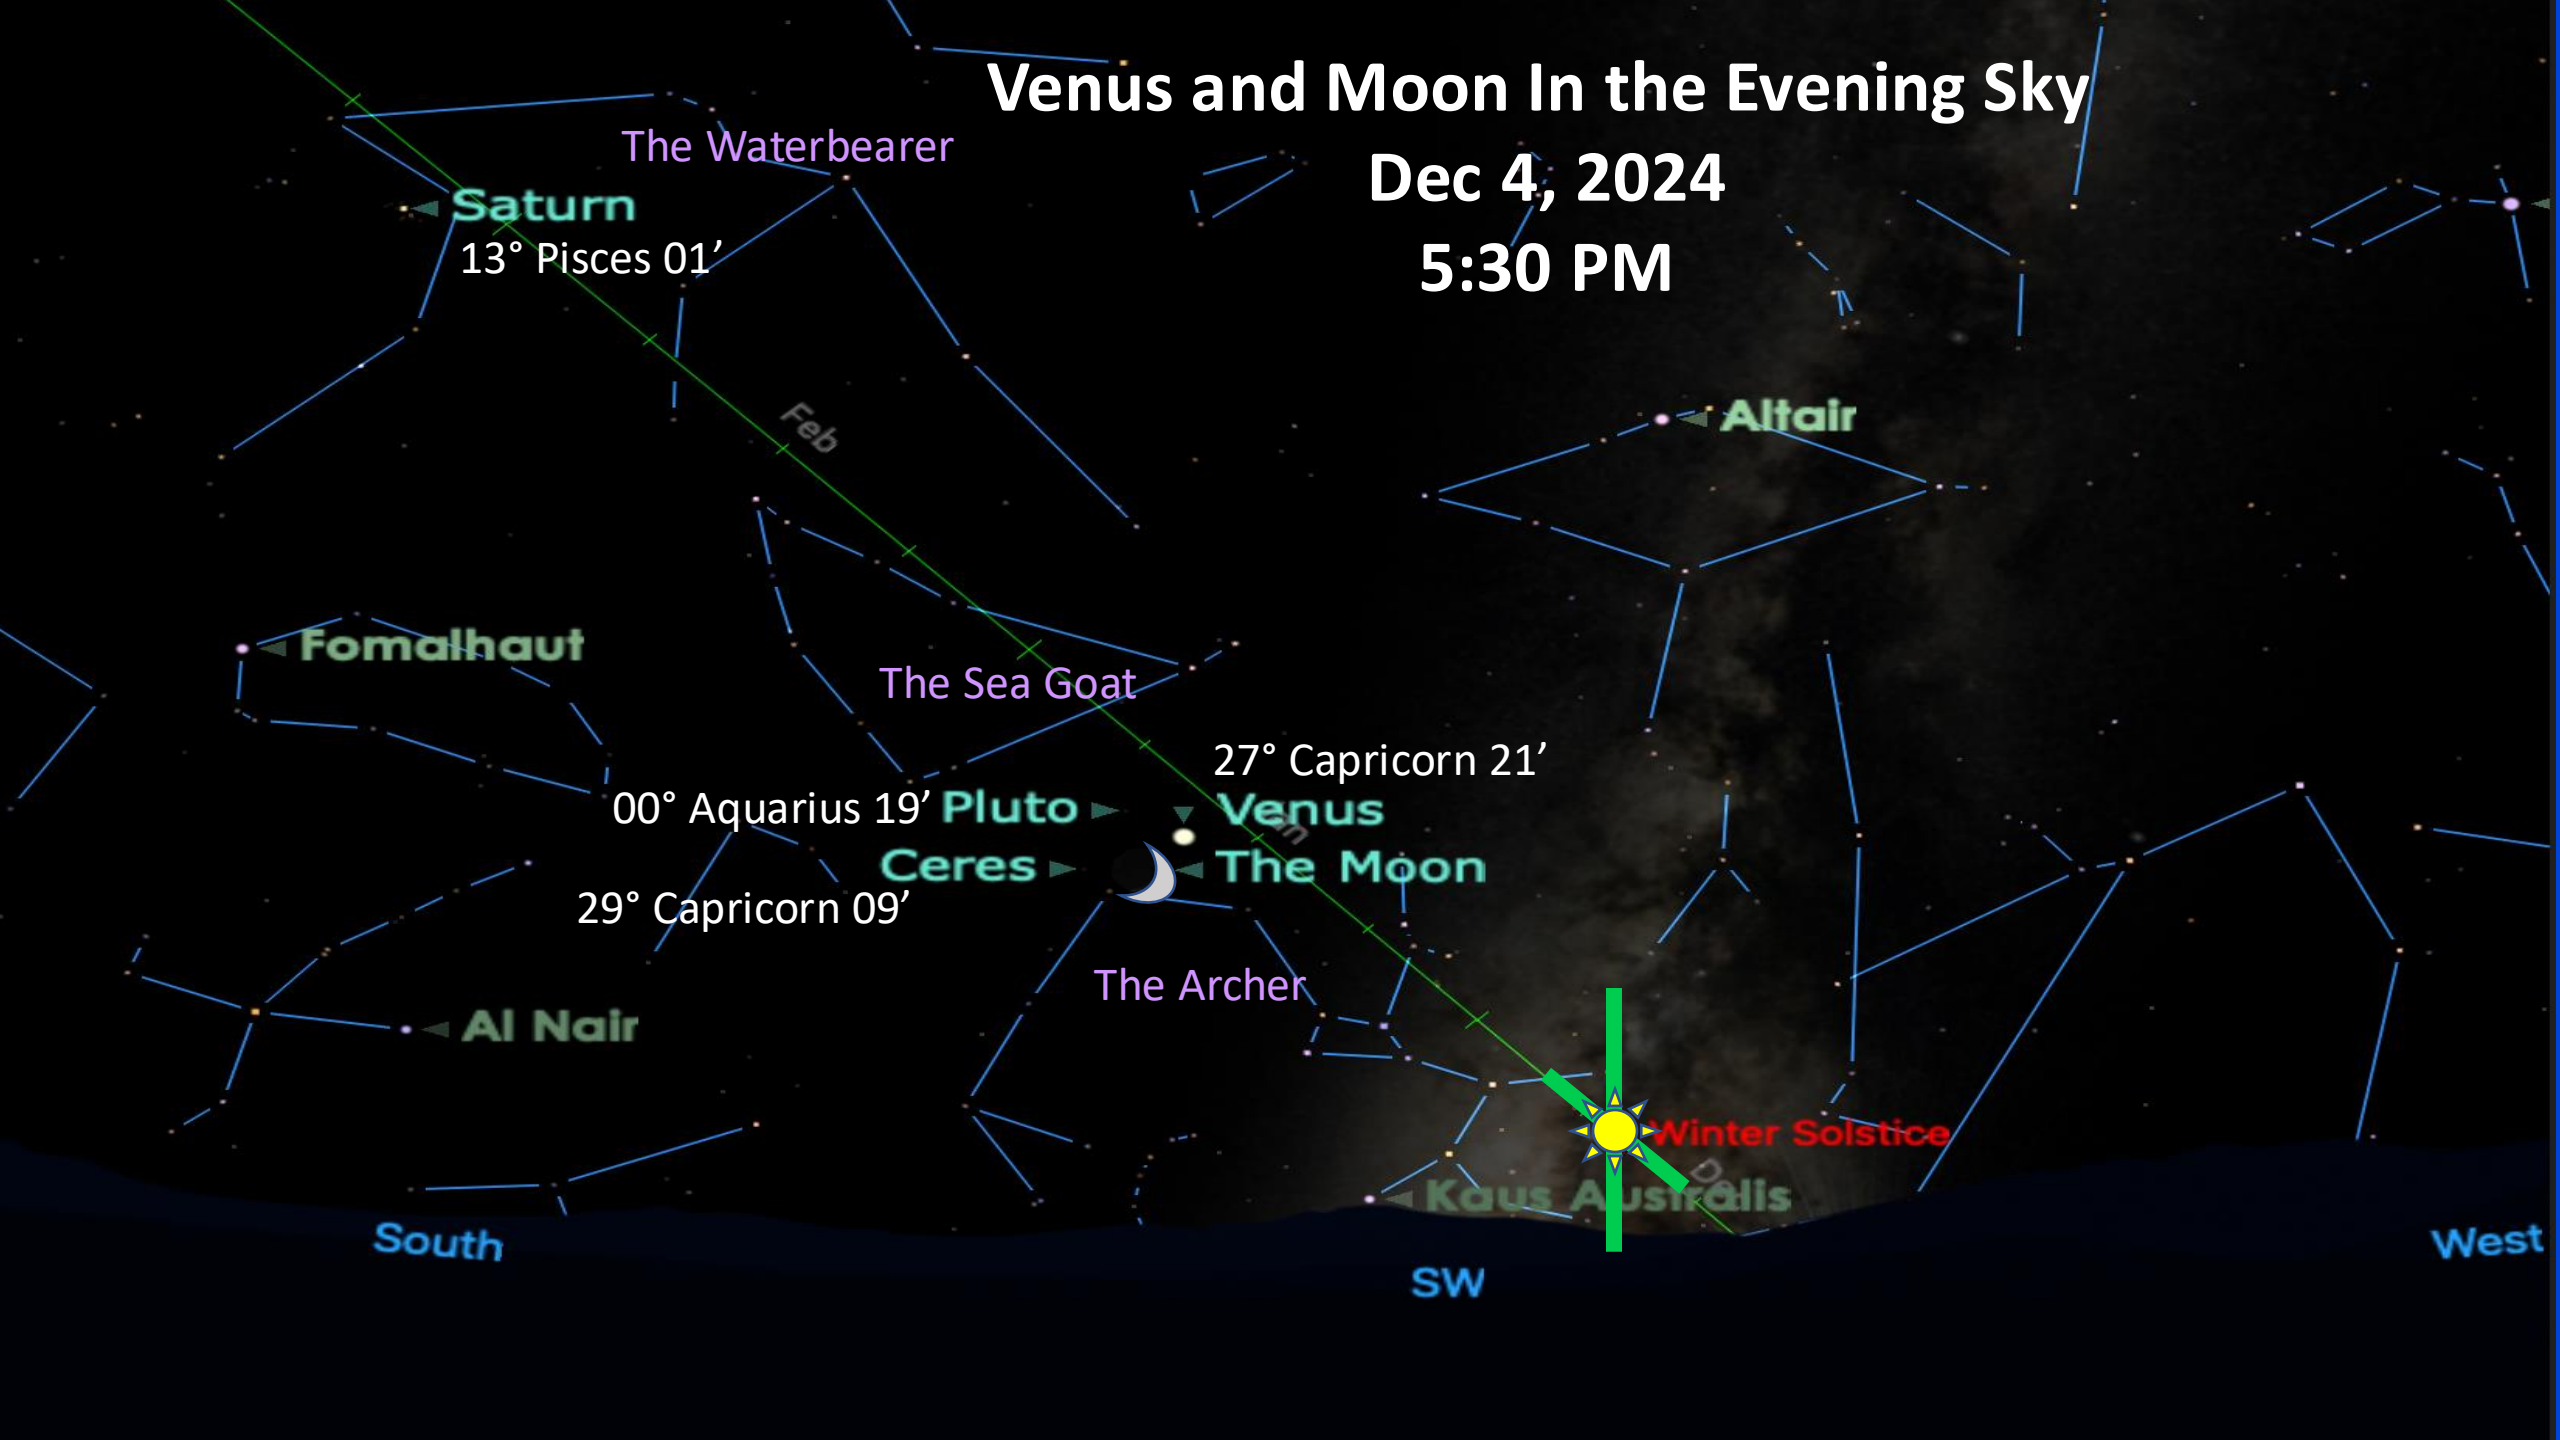 Venus and Moon In the Evening Sky
Dec 4, 2024
5:30 PM
The Waterbearer
Saturn
13° Pisces 01’
Feb
Altair
Fomalhaut
The Sea Goat
27° Capricorn 21’
00° Aquarius 19’ Pluto
Venus
Ceres
The Moon
29° Capricorn 09’
The Archer
Al Nair
Winter Solstice
Kaus Australis
South
SW
West